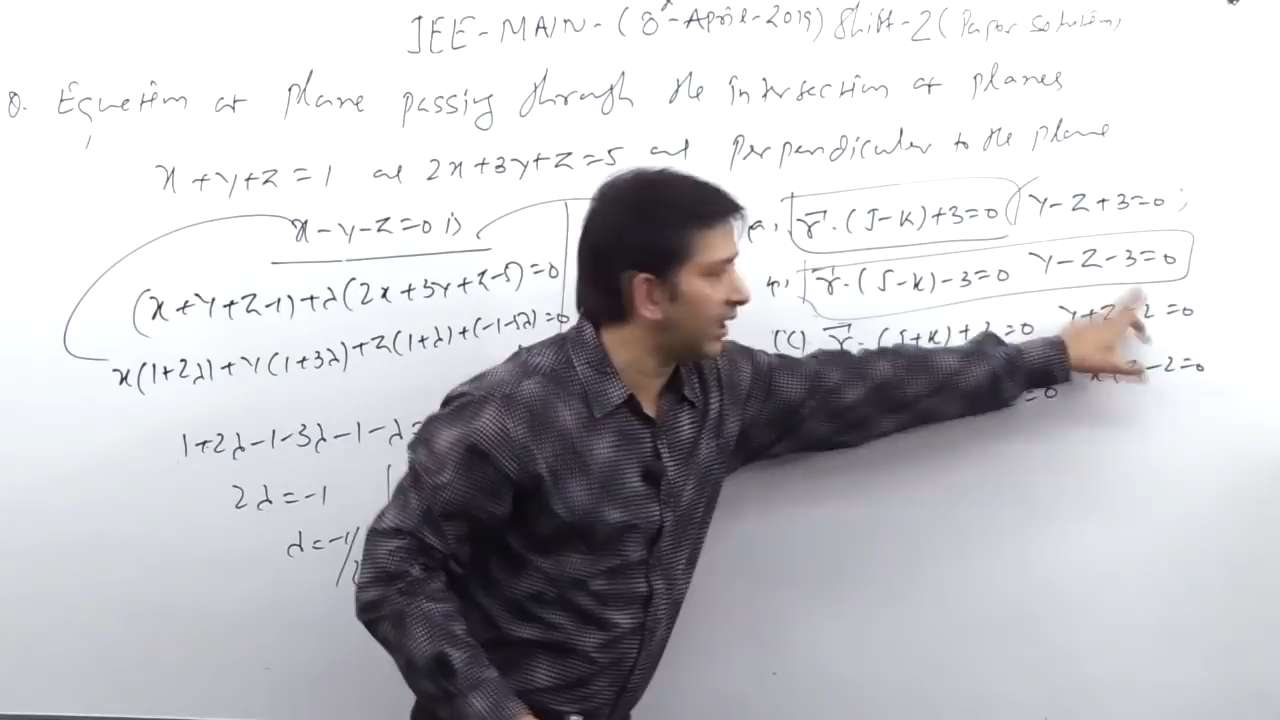 JEE-MAIN-(8-April-2019) Shift-2 (Paper solution)
Q. Equation of plane passing through the intersection of planes
x+y+z=1 and 2x+3y+z=5 and perpendicular to the plane
x-y-z=0 is
(a) r⃗.(J-K)+3=0 y-z+3=0;
r⃗.(J-K)-3=0 y-z-3=0
(c) r⃗.(J+K)+ =0 2=0
-2=0
=0
(x+y+z-1)+λ(2x+3y+z-5)=0
x(1+2λ)+y(1+3λ)+z(1+λ)+(-1-5λ)=0
1+2λ-1-3λ-1-λ=
2λ=-1
λ=-1/2